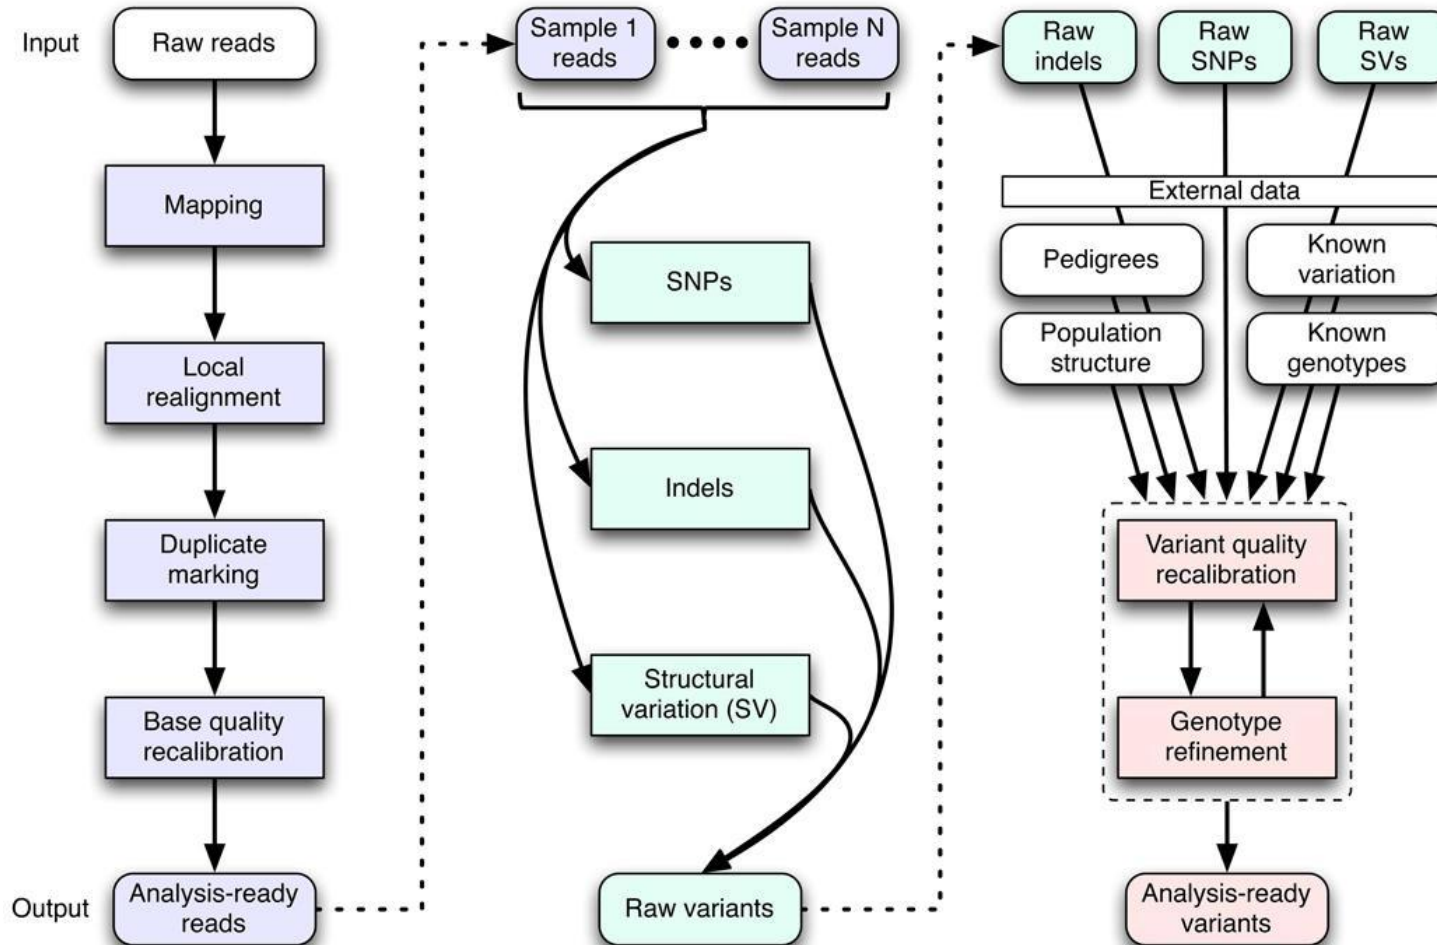 Input
Raw reads
Mapping
Local
realignment
Duplicate
marking
Base quality
recalibration
Output
Analysis-ready
reads
Sample 1
reads
Sample N
reads
SNPs
Indels
Structural
variation (SV)
Raw variants
Raw
indels
Raw
SNPs
Raw
SVs
External data
Pedigrees
Known
variation
Population
structure
Known
genotypes
Variant quality
recalibration
Genotype
refinement
Analysis-ready
variants